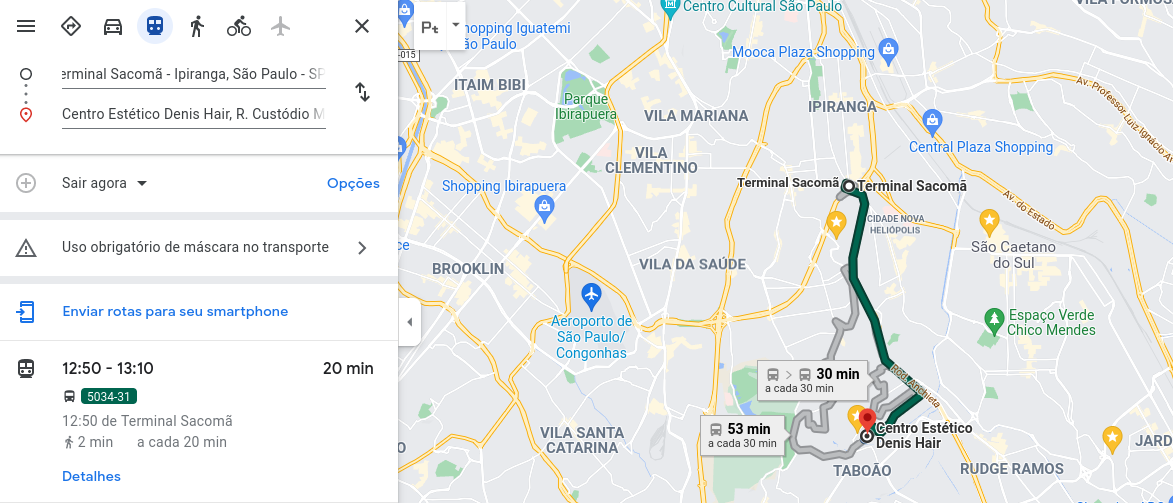 erminal Sacomã - Ipiranga, São Paulo - SP
Centro Estético Denis Hair, R. Custódio M
Sair agora
Opções
Uso obrigatório de máscara no transporte
Enviar rotas para seu smartphone
12:50 - 13:10
20 min
5034-31
12:50 de Terminal Sacomã
2 min
a cada 20 min
Detalhes
-015
Centro Cultural São Paulo
hopping Iguatemi
ão Paulo
Mooca Plaza Shopping
ITAIM BIBI
Parque
Ibirapuera
VILA MARIANA
IPIRANGA
Av. Professor Luiz Ignácio
Central Plaza Shopping
VILA
CLEMENTINO
Shopping Ibirapuera
Terminal Sacomã
Terminal Sacomã
Av. do Estado
CIDADE NOVA
HELIÓPOLIS
São Caetano
do Sul
ce
BROOKLIN
VILA DA SAÚDE
Aeroporto de
São Paulo/
Congonhas
Espaço Verde
Chico Mendes
30 min
a cada 30 min
Rod. Anchieta
53 min
a cada 30 min
Centro Estético
Denis Hair
VILA SANTA
CATARINA
TABOÃO
RUDGE RAMOS
JARD